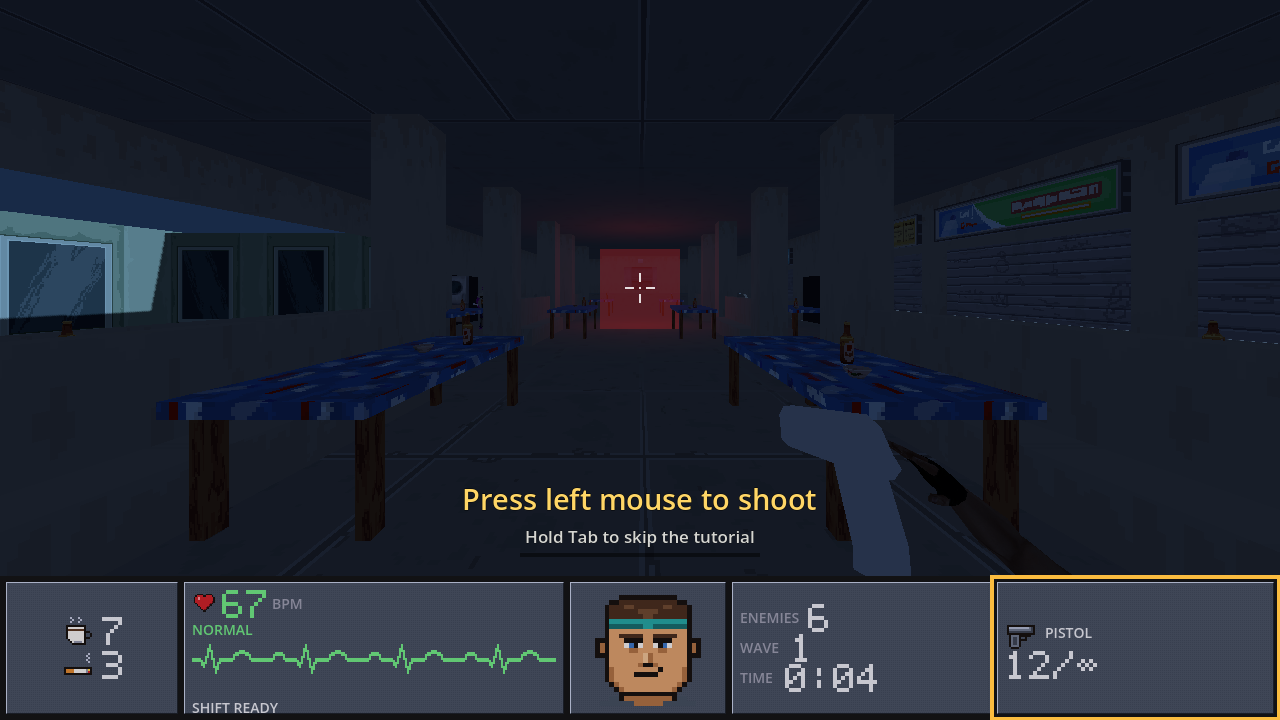 Press left mouse to shoot
Hold Tab to skip the tutorial
7
3
67 BPM
NORMAL
SHIFT READY
ENEMIES 6
WAVE 1
TIME 0:04
PISTOL
12/∞